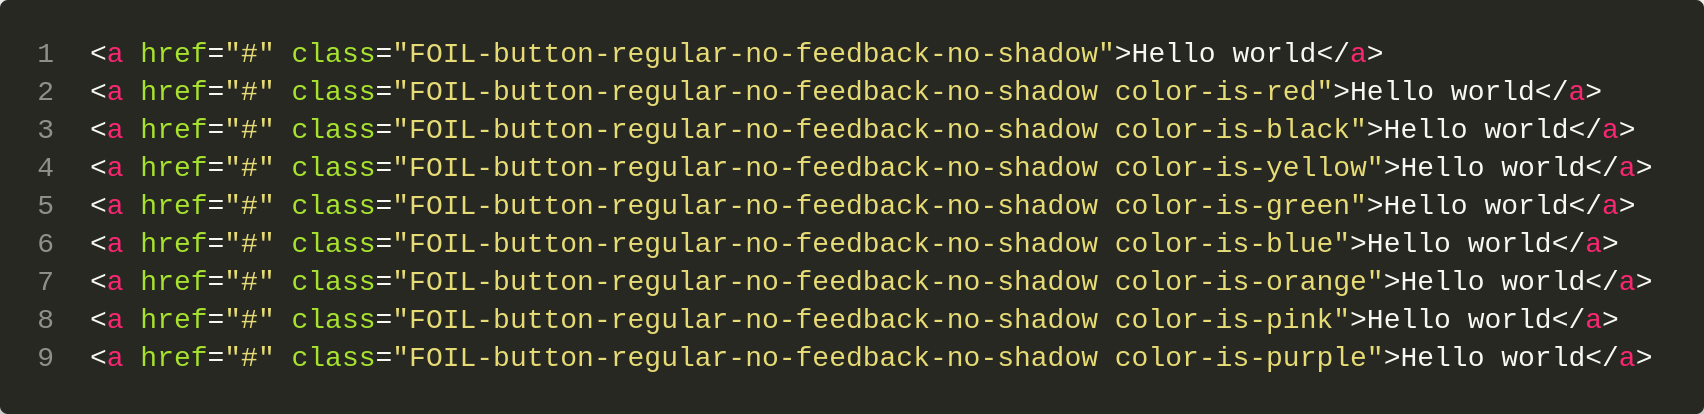 1 <a href="#" class="FOIL-button-regular-no-feedback-no-shadow">Hello world</a>
2 <a href="#" class="FOIL-button-regular-no-feedback-no-shadow color-is-red">Hello world</a>
3 <a href="#" class="FOIL-button-regular-no-feedback-no-shadow color-is-black">Hello world</a>
4 <a href="#" class="FOIL-button-regular-no-feedback-no-shadow color-is-yellow">Hello world</a>
5 <a href="#" class="FOIL-button-regular-no-feedback-no-shadow color-is-green">Hello world</a>
6 <a href="#" class="FOIL-button-regular-no-feedback-no-shadow color-is-blue">Hello world</a>
7 <a href="#" class="FOIL-button-regular-no-feedback-no-shadow color-is-orange">Hello world</a>
8 <a href="#" class="FOIL-button-regular-no-feedback-no-shadow color-is-pink">Hello world</a>
9 <a href="#" class="FOIL-button-regular-no-feedback-no-shadow color-is-purple">Hello world</a>